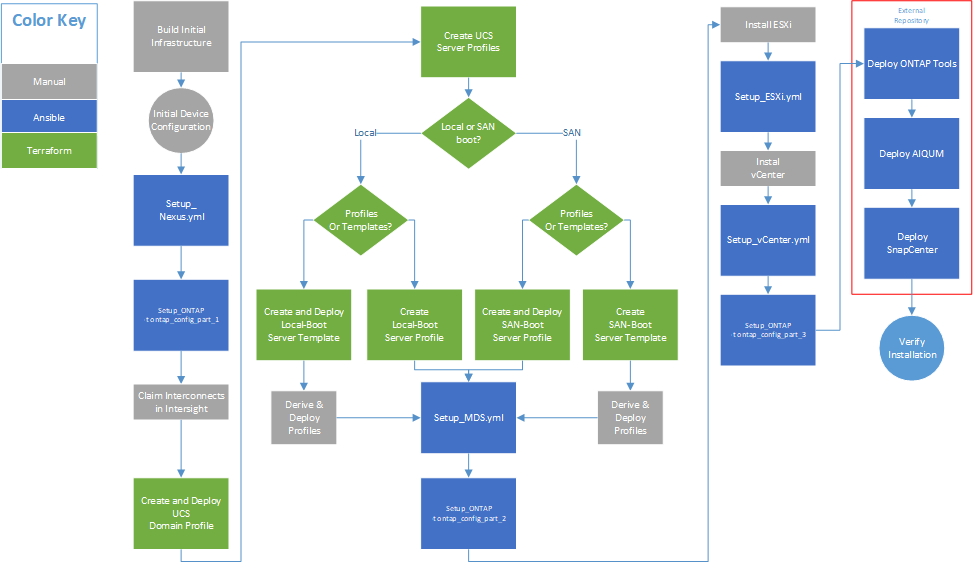 Color Key
Manual
Ansible
Terraform
Build Initial
Infrastructure
Initial Device
Configuration
Setup_
Nexus.yml
Setup_ONTAP
-t ontap_config_part_1
Claim Interconnects
in Intersight
Create and Deploy
UCS
Domain Profile
Create UCS
Server Profiles
Local or SAN
boot?
Local
SAN
Profiles
Or Templates?
Profiles
Or Templates?
Create and Deploy
Local-Boot
Server Template
Create
Local-Boot
Server Profile
Create and Deploy
SAN-Boot
Server Profile
Create
SAN-Boot
Server Template
Derive &
Deploy
Profiles
Setup_MDS.yml
Derive &
Deploy
Profiles
Setup_ONTAP
-t ontap_config_part_2
Install ESXi
Setup_ESXi.yml
Instal
vCenter
Setup_vCenter.yml
Setup_ONTAP
-t ontap_config_part_3
External
Repository
Deploy ONTAP Tools
Deploy AIQUM
Deploy
SnapCenter
Verify
Installation